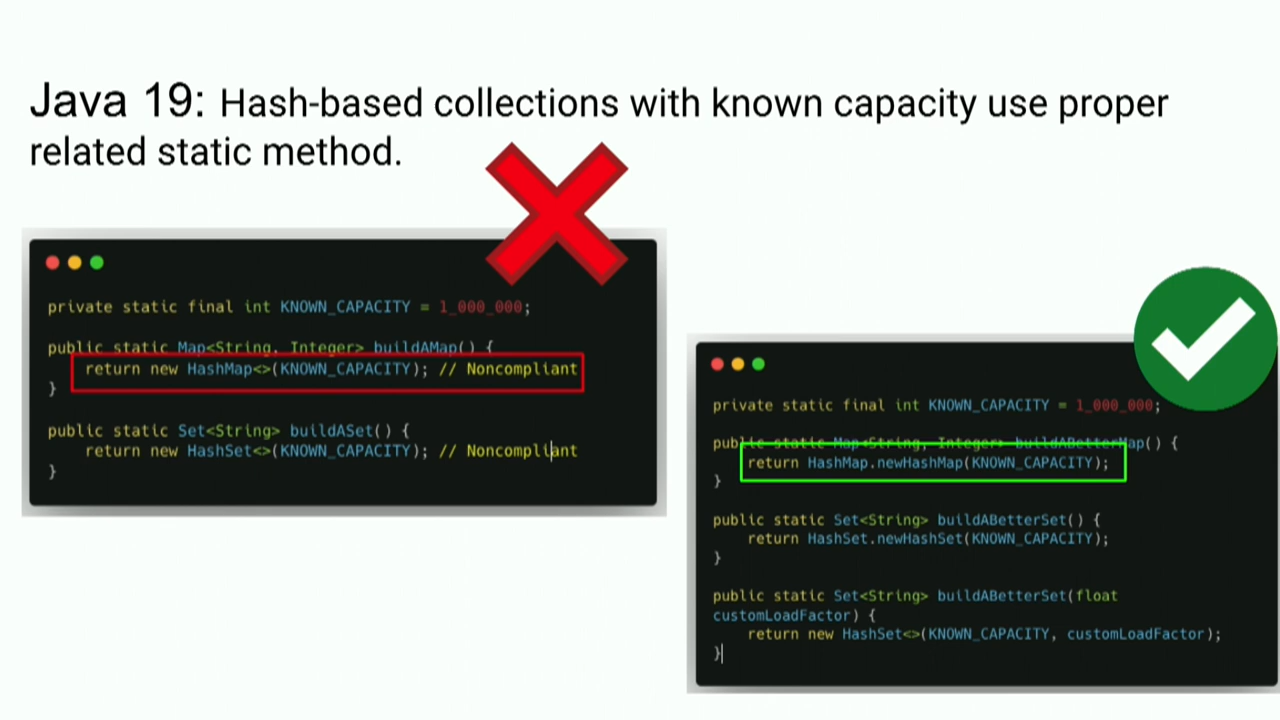 Java 19: Hash-based collections with known capacity use proper
related static method.
private static final int KNOWN_CAPACITY = 1_000_000;
public static Map<String, Integer> buildAMap() {
return new HashMap<>(KNOWN_CAPACITY); // Noncompliant
}
public static Set<String> buildASet() {
return new HashSet<>(KNOWN_CAPACITY); // Noncompliant
}
private static final int KNOWN_CAPACITY = 1_000_000;
public static Map<String, Integer> buildABetterMap() {
return HashMap.newHashMap(KNOWN_CAPACITY);
}
public static Set<String> buildABetterSet() {
return HashSet.newHashSet(KNOWN_CAPACITY);
}
public static Set<String> buildABetterSet(float
customLoadFactor) {
return new HashSet<>(KNOWN_CAPACITY, customLoadFactor);
}